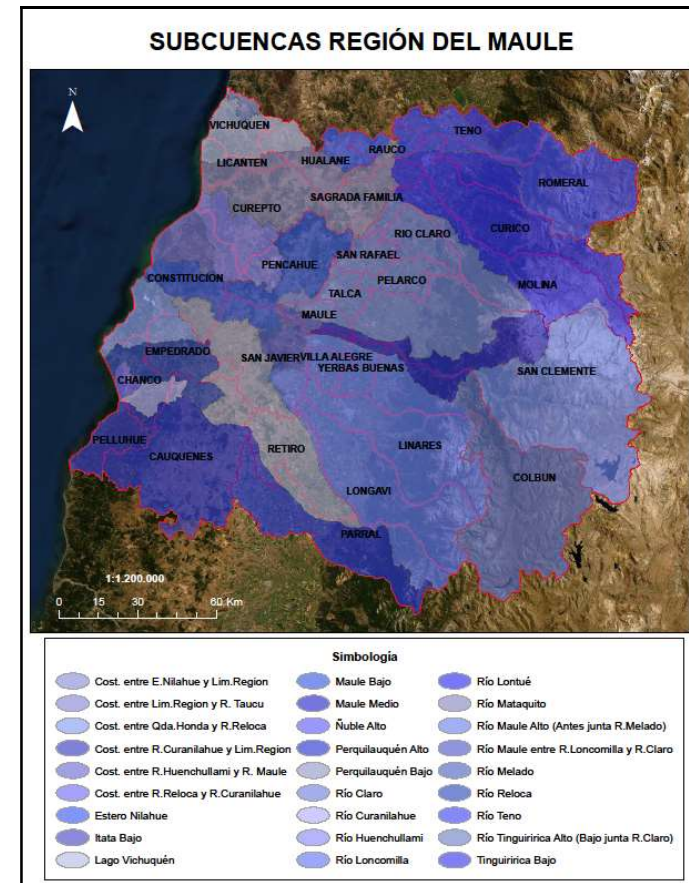 SUBCUENCAS REGIÓN DEL MAULE
N
VICHUQUEN
TENO
RAUCO
LICANTEN
HUALANE
ROMERAL
SAGRADA FAMILIA
CUREPTO
CURICO
RIO CLARO
SAN RAFAEL
PENCAHUE
CONSTITUCIÓN
PELARCO
MOLINA
TALCA
MAULE
EMPEDRADO
SAN JAVIER
VILLA ALEGRE
YERBAS BUENAS
SAN CLEMENTE
CHANCO
PELLUHUE
CAUQUENES
RETIRO
LINARES
COLBUN
LONGAVI
PARRAL
1:1.200.000
0 15 30 60 Km
Simbología
Cost. entre E.Nilahue y Lim.Region
Cost. entre Lim.Region y R. Taucu
Cost. entre Qda.Honda y R.Reloca
Cost. entre R.Curanilahue y Lim.Region
Cost. entre R.Huenchullami y R. Maule
Cost. entre R.Reloca y R.Curanilahue
Estero Nilahue
Itata Bajo
Lago Vichuquén
Maule Bajo
Maule Medio
Ñuble Alto
Perquilauquén Alto
Perquilauquén Bajo
Río Claro
Río Curanilahue
Río Huenchullami
Río Loncomilla
Río Lontué
Río Mataquito
Río Maule Alto (Antes junta R.Melado)
Río Maule entre R.Loncomilla y R.Claro
Río Melado
Río Reloca
Río Teno
Río Tinguiririca Alto (Bajo junta R.Claro)
Tinguiririca Bajo